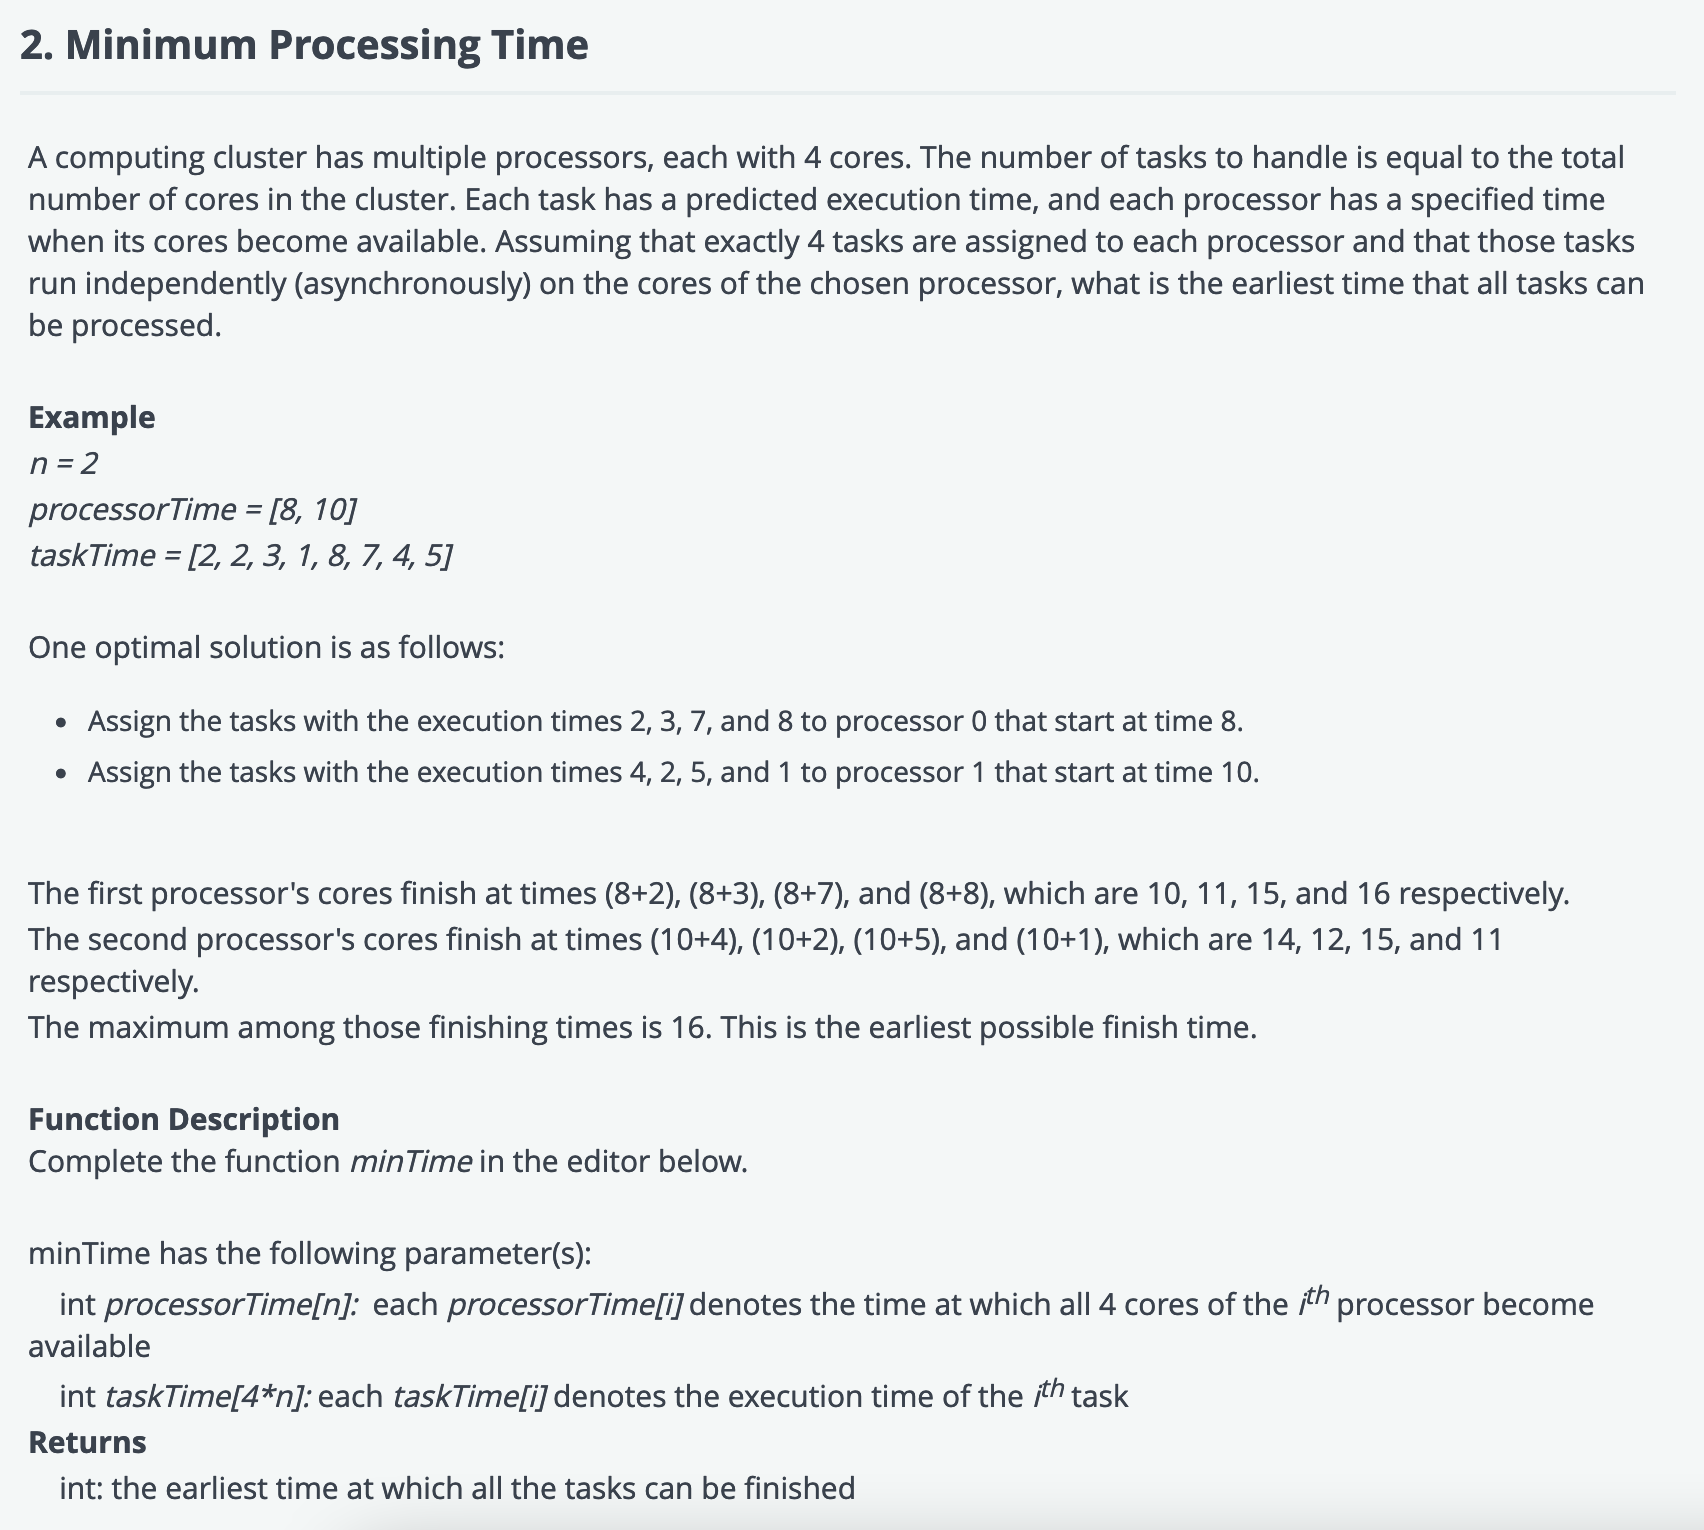 2. Minimum Processing Time
A computing cluster has multiple processors, each with 4 cores. The number of tasks to handle is equal to the total
number of cores in the cluster. Each task has a predicted execution time, and each processor has a specified time
when its cores become available. Assuming that exactly 4 tasks are assigned to each processor and that those tasks
run independently (asynchronously) on the cores of the chosen processor, what is the earliest time that all tasks can
be processed.
Example
n = 2
processorTime = [8, 10]
taskTime = [2, 2, 3, 1, 8, 7, 4, 5]
One optimal solution is as follows:
• Assign the tasks with the execution times 2, 3, 7, and 8 to processor 0 that start at time 8.
• Assign the tasks with the execution times 4, 2, 5, and 1 to processor 1 that start at time 10.
The first processor's cores finish at times (8+2), (8+3), (8+7), and (8+8), which are 10, 11, 15, and 16 respectively.
The second processor's cores finish at times (10+4), (10+2), (10+5), and (10+1), which are 14, 12, 15, and 11
respectively.
The maximum among those finishing times is 16. This is the earliest possible finish time.
Function Description
Complete the function minTime in the editor below.
minTime has the following parameter(s):
int processorTime[n]: each processorTime[i] denotes the time at which all 4 cores of the ith processor become
available
int taskTime[4*n]: each taskTime[i] denotes the execution time of the ith task
Returns
int: the earliest time at which all the tasks can be finished